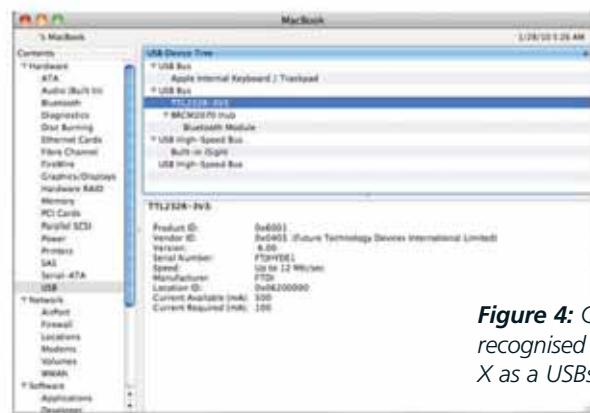 MacBook
's MacBook
1/28/10 5:26 AM
Contents
Hardware
ATA
Audio (Built In)
Bluetooth
Diagnostics
Disc Burning
Ethernet Cards
Fibre Channel
FireWire
Graphics/Displays
Hardware RAID
Memory
PCI Cards
Parallel SCSI
Power
Printers
SAS
Serial-ATA
USB
Network
AirPort
Firewall
Locations
Modems
Volumes
WWAN
Software
Applications
Developer
USB Device Tree
USB Bus
Apple Internal Keyboard / Trackpad
USB Bus
TTL232R-3V3
BRCM2070 Hub
Bluetooth Module
USB High-Speed Bus
Built-in iSight
USB High-Speed Bus
TTL232R-3V3
Product ID: 0x6001
Vendor ID: 0x0403 (Future Technology Devices International Limited)
Version: 6.00
Serial Number:
Speed: Up to 12 Mb/sec
Manufacturer: FTDI
Location ID: 0x06200000
Current Available (mA): 500
Current Required (mA): 100
Figure 4:
recognised
X as a USBs